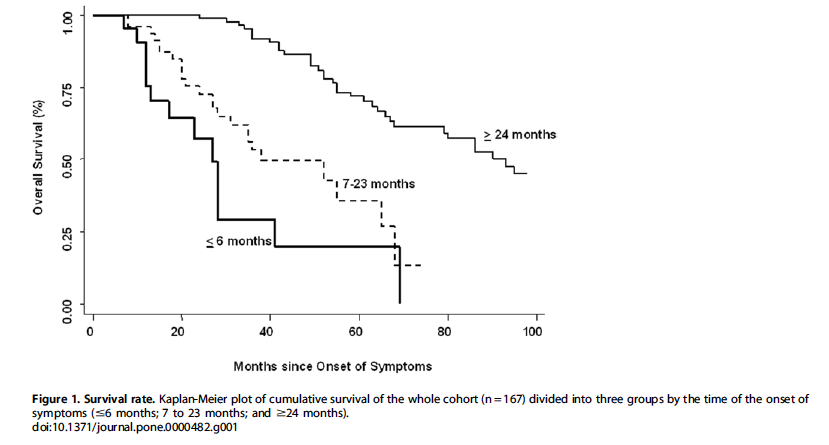 1.00
0.75
0.50
0.25
0.00
Overall Survival (%)
≥ 24 months
7-23 months
≤ 6 months
0 20 40 60 80 100
Months since Onset of Symptoms
Figure 1. Survival rate. Kaplan-Meier plot of cumulative survival of the whole cohort (n = 167) divided into three groups by the time of the onset of
symptoms (≤6 months; 7 to 23 months; and ≥24 months).
doi:10.1371/journal.pone.0000482.g001